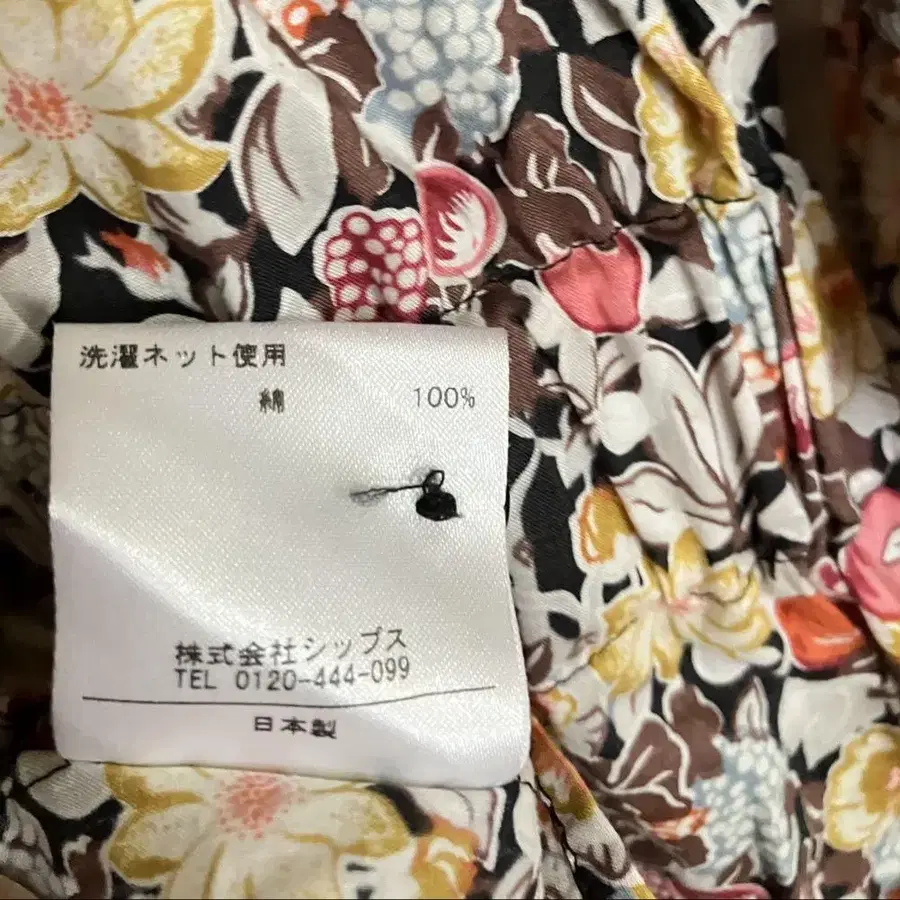 洗濯ネット使用
綿 100%
株式会社シップス
TEL 0120-444-099
日本製